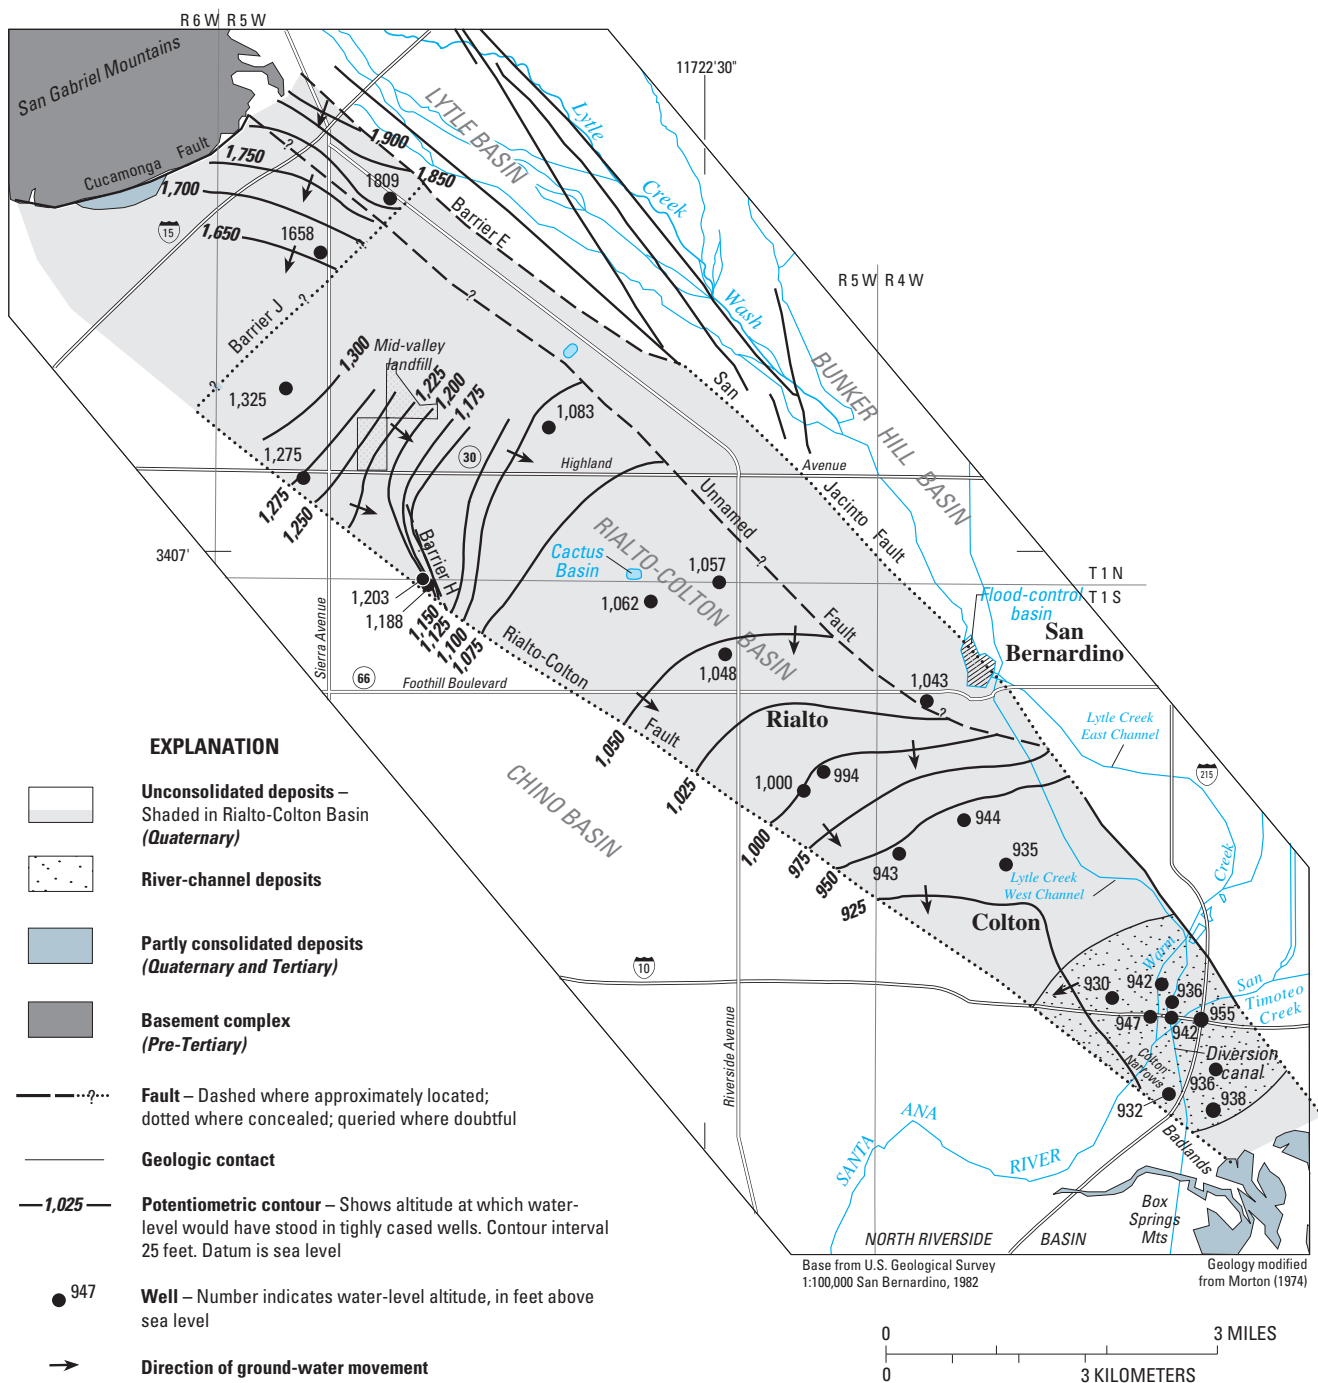 R 6 W
R 5 W
San Gabriel Mountains
11722'30"
LYTLE BASIN
Lytle
Creek
Wash
1,900
1,750
Cucamonga Fault
1809
1,850
1,700
?
15
1,650
1658
Barrier E
?
R 5 W
R 4 W
Barrier J
?
?
?
1,300
Mid-valley
landfill
1,225
1,200
1,175
San
BUNKER HILL BASIN
1,325
1,083
1,275
30
Highland
Avenue
1,275
1,250
Unnamed
Jacinto
Fault
RIALTO-COLTON BASIN
3407'
Barrier H
Cactus
Basin
1,057
?
T 1 N
T 1 S
1,203
1,188
1,062
Flood-control
basin
San
Bernardino
1,150
1,125
1,100
1,075
Sierra Avenue
Rialto-Colton
Fault
1,048
66
Foothill Boulevard
1,043
?
Rialto
Lytle Creek
East Channel
1,050
Fault
EXPLANATION
CHINO BASIN
1,025
1,000
994
215
Unconsolidated deposits –
Shaded in Rialto-Colton Basin
(Quaternary)
1,000
975
950
944
943
935
Lytle Creek
West Channel
Creek
River-channel deposits
925
Colton
Warm
Partly consolidated deposits
(Quaternary and Tertiary)
10
930
942
936
San
Timoteo
Creek
Basement complex
(Pre-Tertiary)
Riverside Avenue
947
942
955
Colton
Narrows
Diversion
canal
?
Fault – Dashed where approximately located;
dotted where concealed; queried where doubtful
936
932
938
SANTA
ANA
RIVER
Badlands
Geologic contact
1,025
Potentiometric contour – Shows altitude at which water-
level would have stood in tighly cased wells. Contour interval
25 feet. Datum is sea level
Box
Springs
Mts
NORTH RIVERSIDE
BASIN
Base from U.S. Geological Survey
1:100,000 San Bernardino, 1982
Geology modified
from Morton (1974)
947
Well – Number indicates water-level altitude, in feet above
sea level
0
3 MILES
Direction of ground-water movement
0
3 KILOMETERS